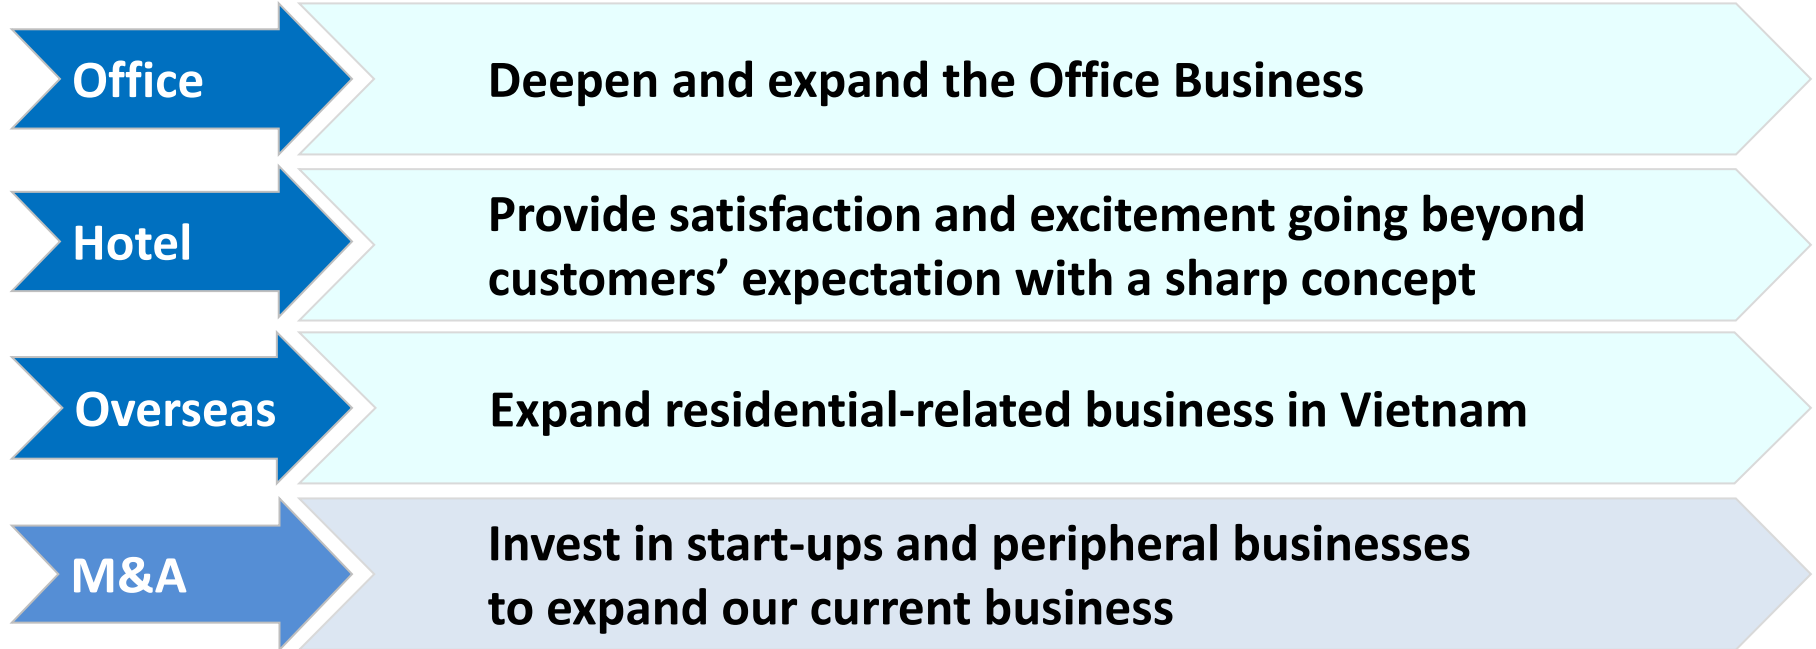 Office
Deepen and expand the Office Business
Hotel
Provide satisfaction and excitement going beyond
customers’ expectation with a sharp concept
Overseas
Expand residential-related business in Vietnam
M&A
Invest in start-ups and peripheral businesses
to expand our current business